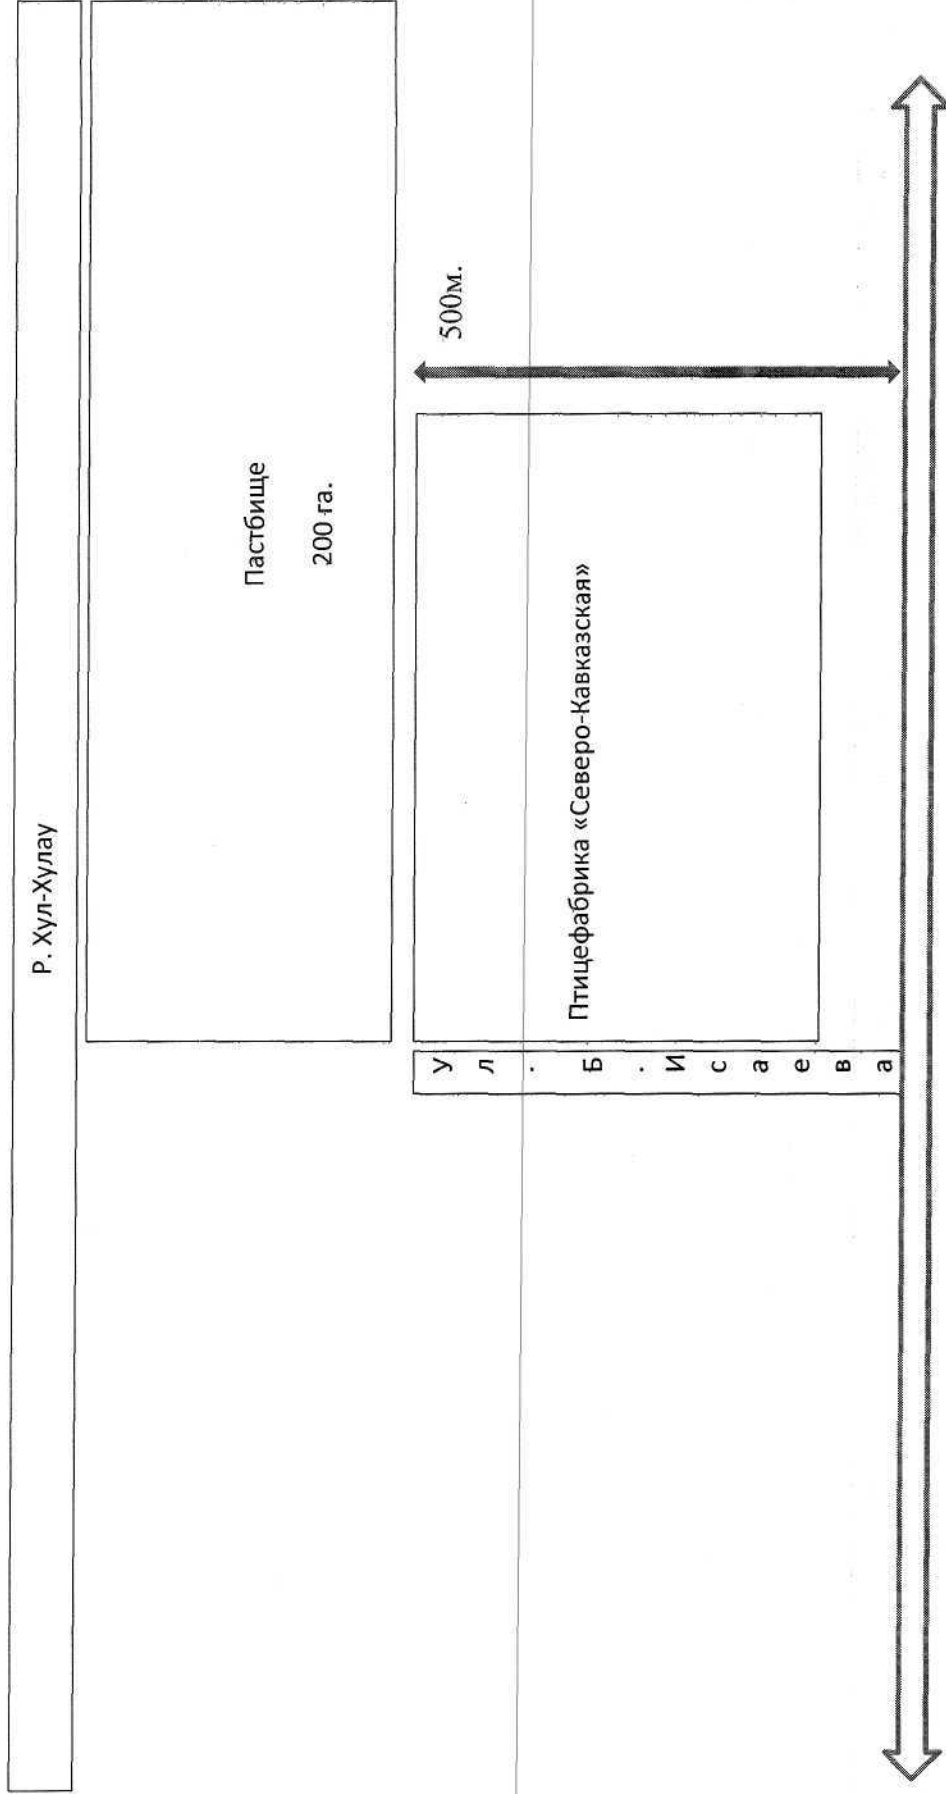 Р. Хул-Хулау
Пастбище
200 га.
500м.
Птицефабрика «Северо-Кавказская»
Ул. Б. Исаева